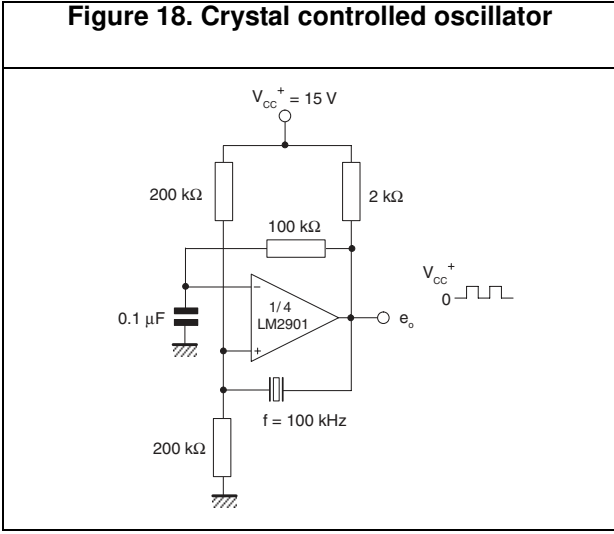 Figure 18. Crystal controlled oscillator
V_CC^+ = 15 V
200 kΩ
2 kΩ
100 kΩ
V_CC^+
0
0.1 µF
−
1/4
LM2901
+
e_o
f = 100 kHz
200 kΩ